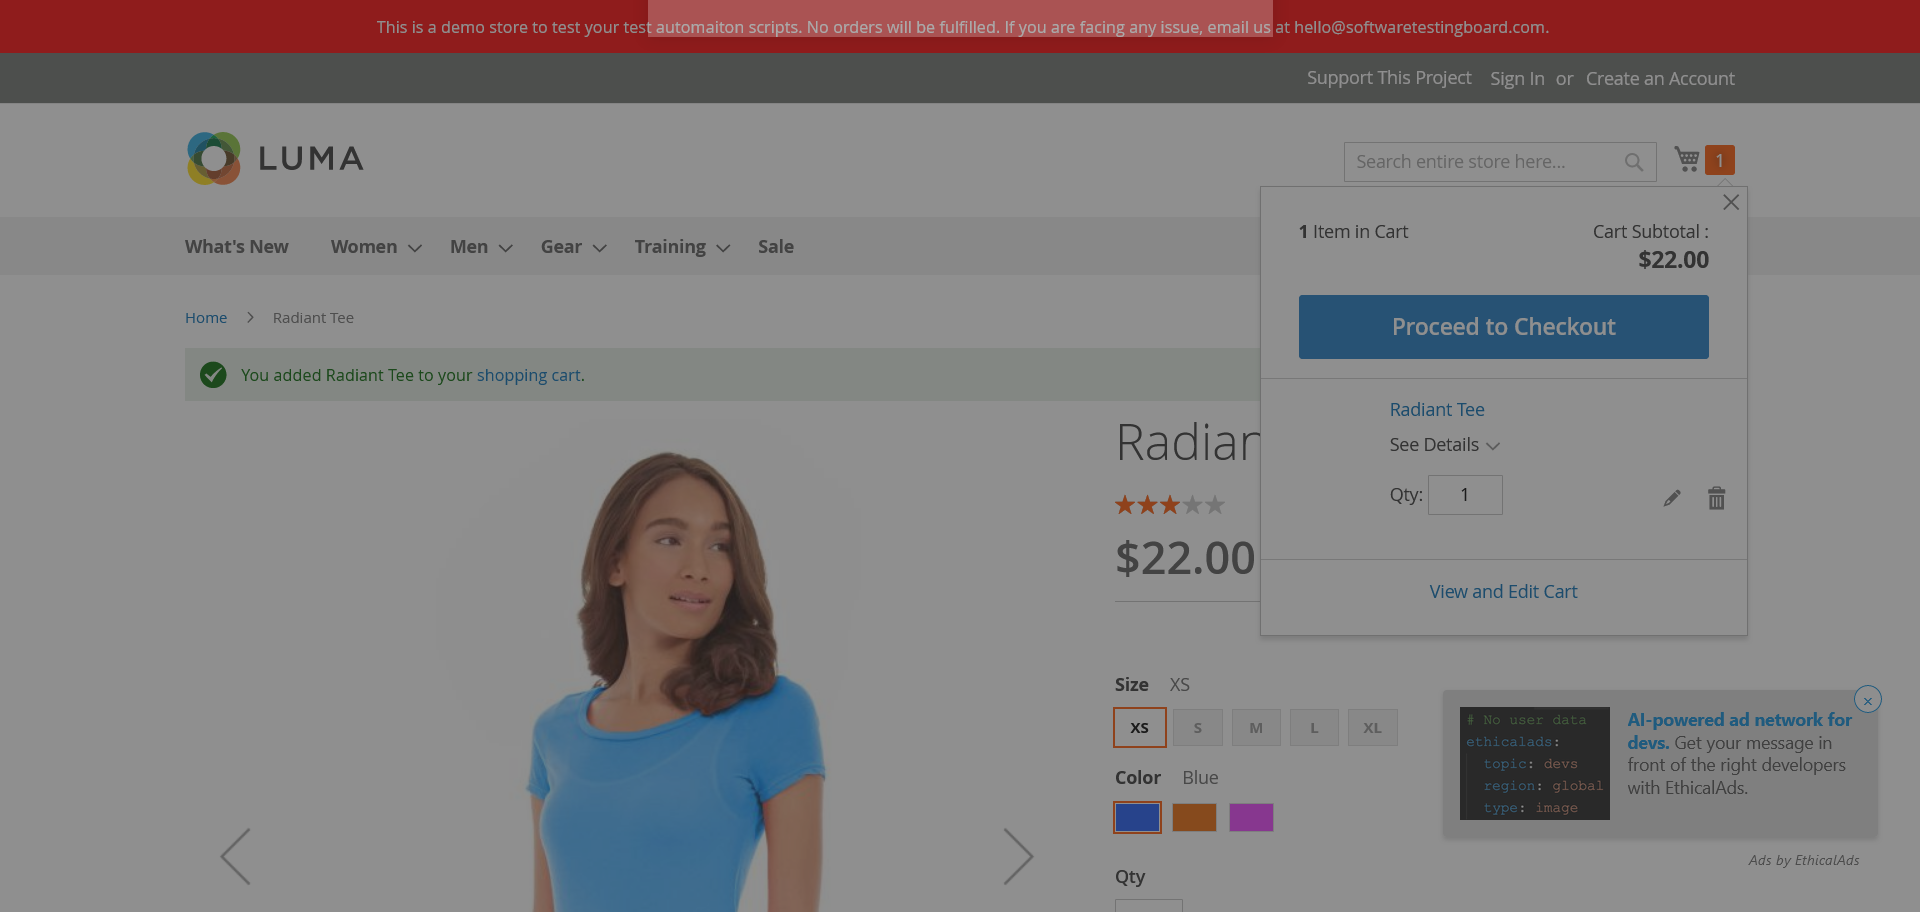 This is a demo store to test your test automaiton scripts. No orders will be fulfilled. If you are facing any issue, email us at hello@softwaretestingboard.com.
Support This Project Sign In or Create an Account
LUMA
Search entire store here...
1
What's New Women Men Gear Training Sale
1 Item in Cart
Cart Subtotal :
$22.00
Proceed to Checkout
Home > Radiant Tee
You added Radiant Tee to your shopping cart.
Radiant Tee
See Details
Qty: 1
View and Edit Cart
Radian
$22.00
Size XS
XS S M L XL
Color Blue
Qty
# No user data
ethicalads:
topic: devs
region: global
type: image
AI-powered ad network for
devs. Get your message in
front of the right developers
with EthicalAds.
×
Ads by EthicalAds